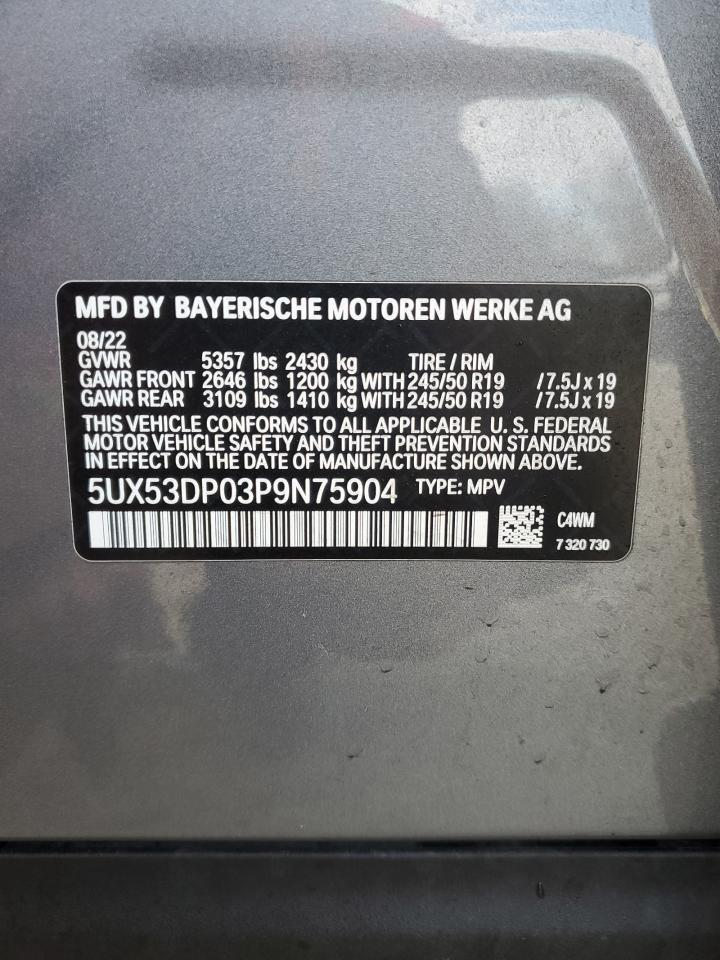 MFD BY BAYERISCHE MOTOREN WERKE AG
08/22
GVWR 5357 lbs 2430 kg TIRE / RIM
GAWR FRONT 2646 lbs 1200 kg WITH 245/50 R19 /7.5J x 19
GAWR REAR 3109 lbs 1410 kg WITH 245/50 R19 /7.5J x 19
THIS VEHICLE CONFORMS TO ALL APPLICABLE U. S. FEDERAL
MOTOR VEHICLE SAFETY AND THEFT PREVENTION STANDARDS
IN EFFECT ON THE DATE OF MANUFACTURE SHOWN ABOVE.
5UX53DP03P9N75904 TYPE: MPV
C4WM
7 320 730